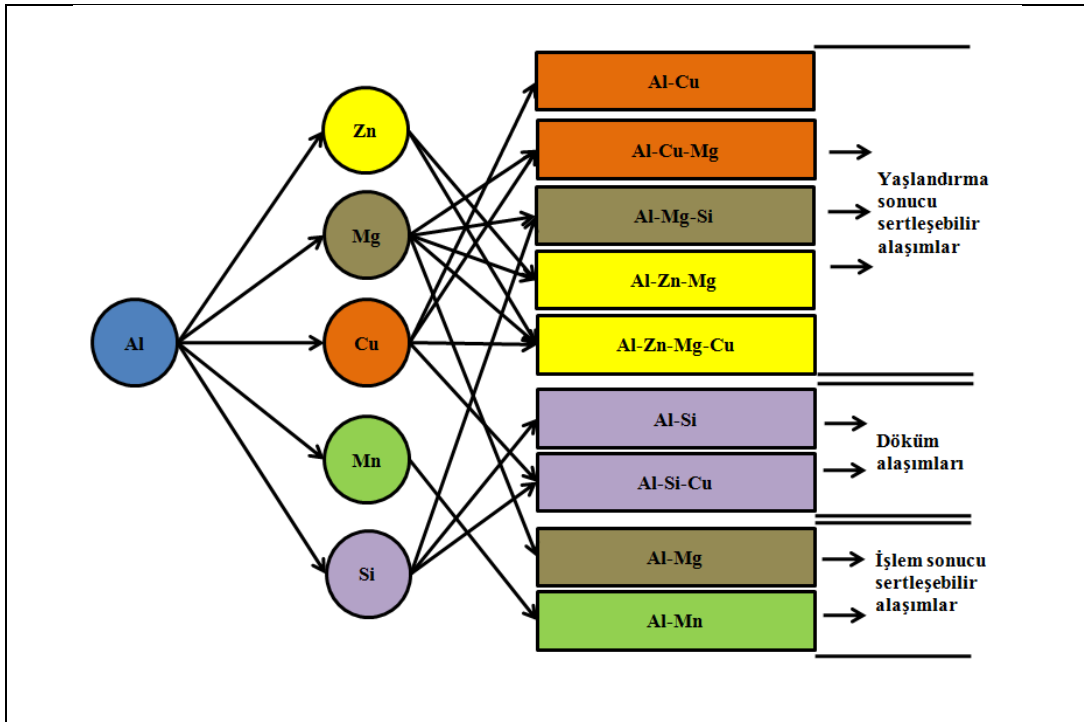 Al
Zn
Mg
Cu
Mn
Si
Al-Cu
Al-Cu-Mg
Al-Mg-Si
Al-Zn-Mg
Al-Zn-Mg-Cu
Al-Si
Al-Si-Cu
Al-Mg
Al-Mn
Yaşlandırma
sonucu
sertleşebilir
alaşımlar
Döküm
alaşımları
İşlem sonucu
sertleşebilir
alaşımlar